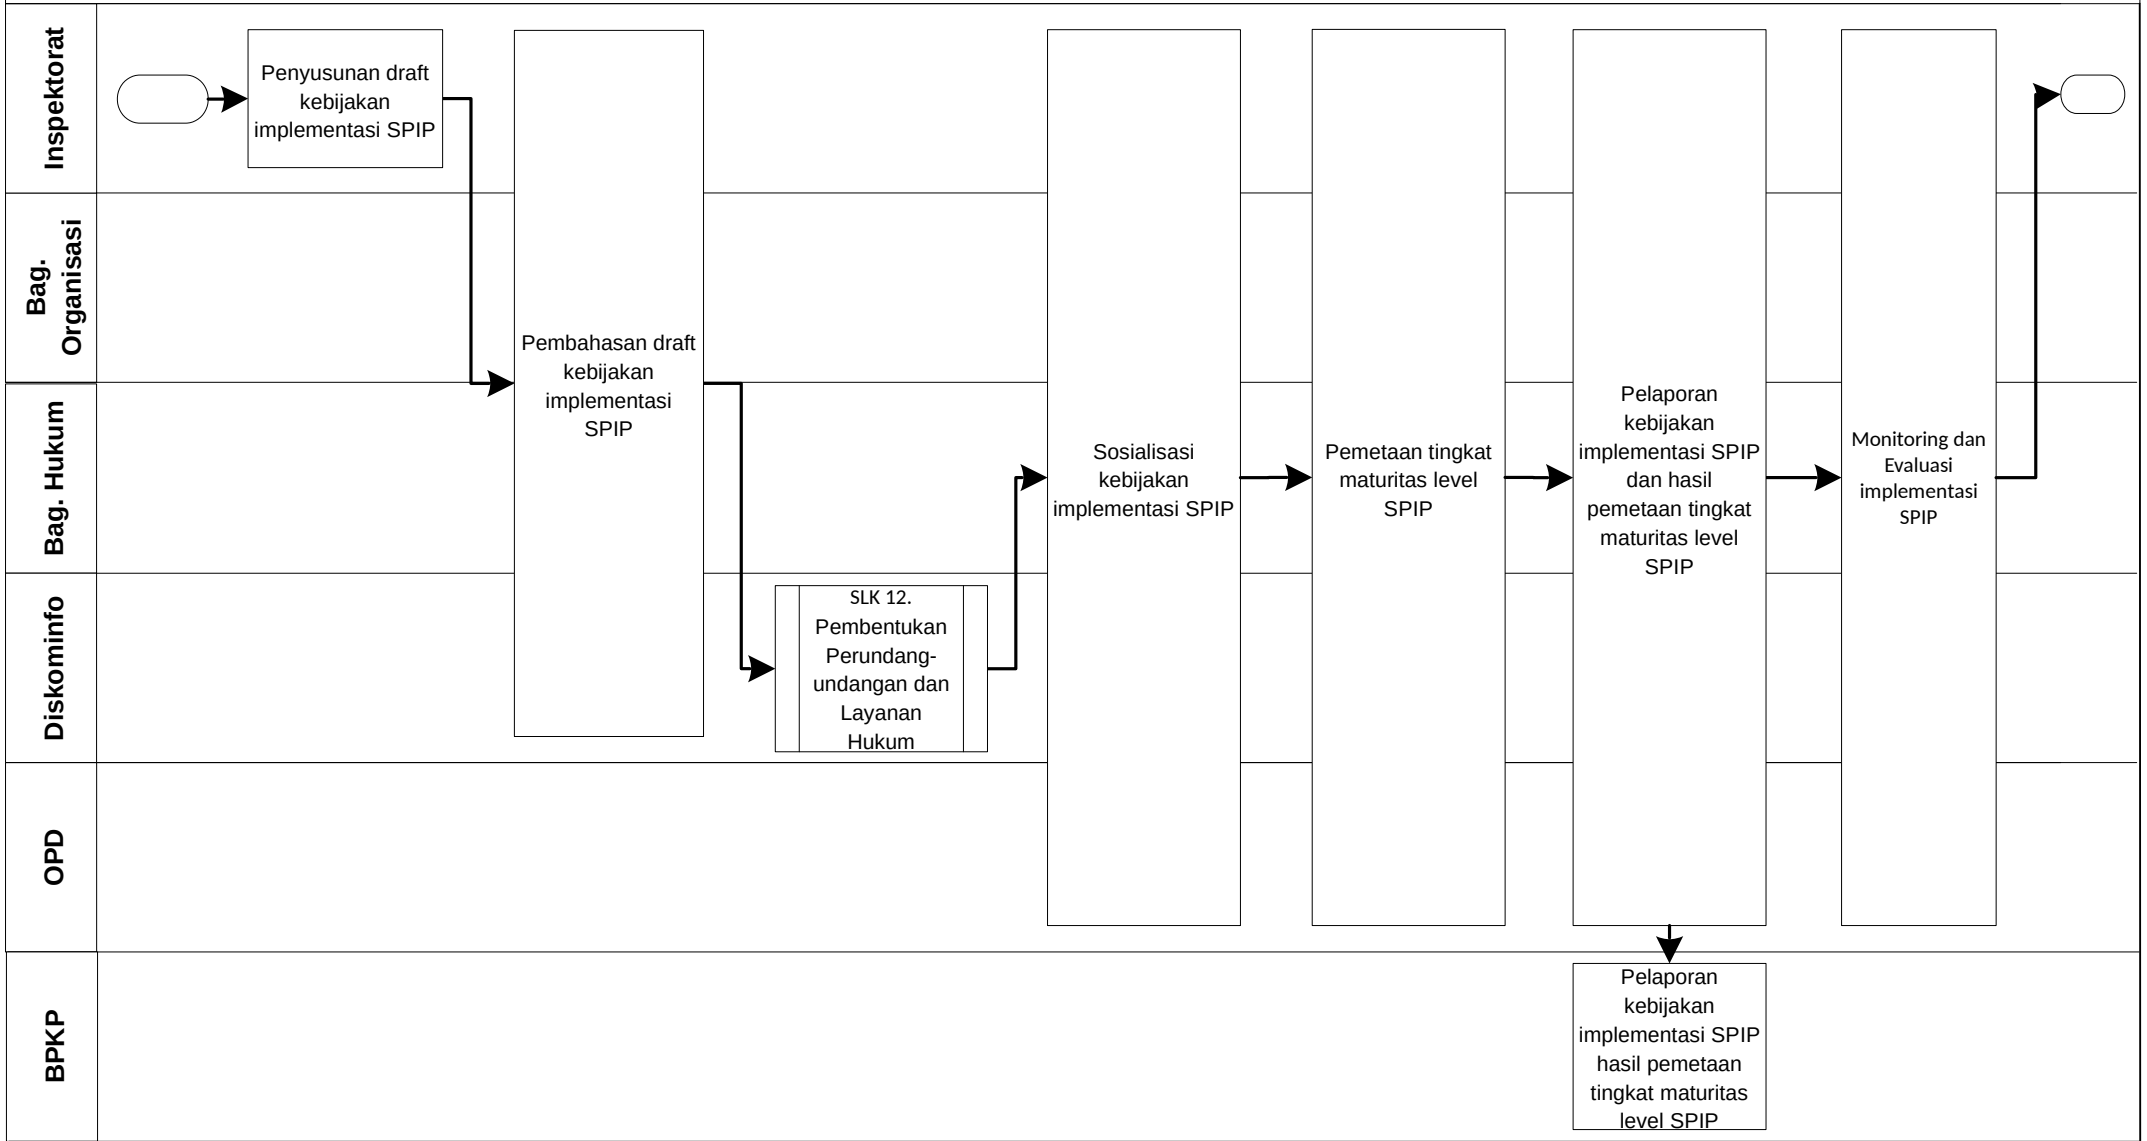 Inspektorat
Bag.
Organisasi
Bag. Hukum
Diskominfo
OPD
BPKP
Penyusunan draft
kebijakan
implementasi SPIP
Pembahasan draft
kebijakan
implementasi
SPIP
SLK 12.
Pembentukan
Perundang-
undangan dan
Layanan
Hukum
Sosialisasi
kebijakan
implementasi SPIP
Pemetaan tingkat
maturitas level
SPIP
Pelaporan
kebijakan
implementasi SPIP
dan hasil
pemetaan tingkat
maturitas level
SPIP
Monitoring dan
Evaluasi
implementasi
SPIP
Pelaporan
kebijakan
implementasi SPIP
hasil pemetaan
tingkat maturitas
level SPIP